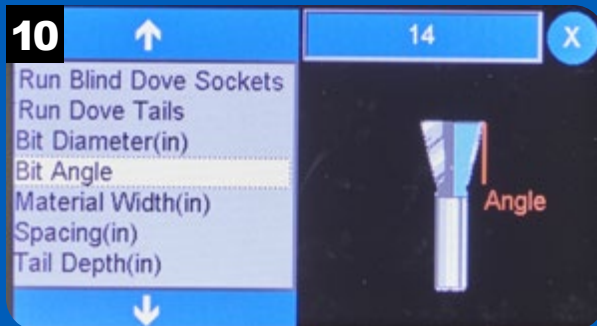 10
14
X
Run Blind Dove Sockets
Run Dove Tails
Bit Diameter(in)
Bit Angle
Material Width(in)
Spacing(in)
Tail Depth(in)
Angle